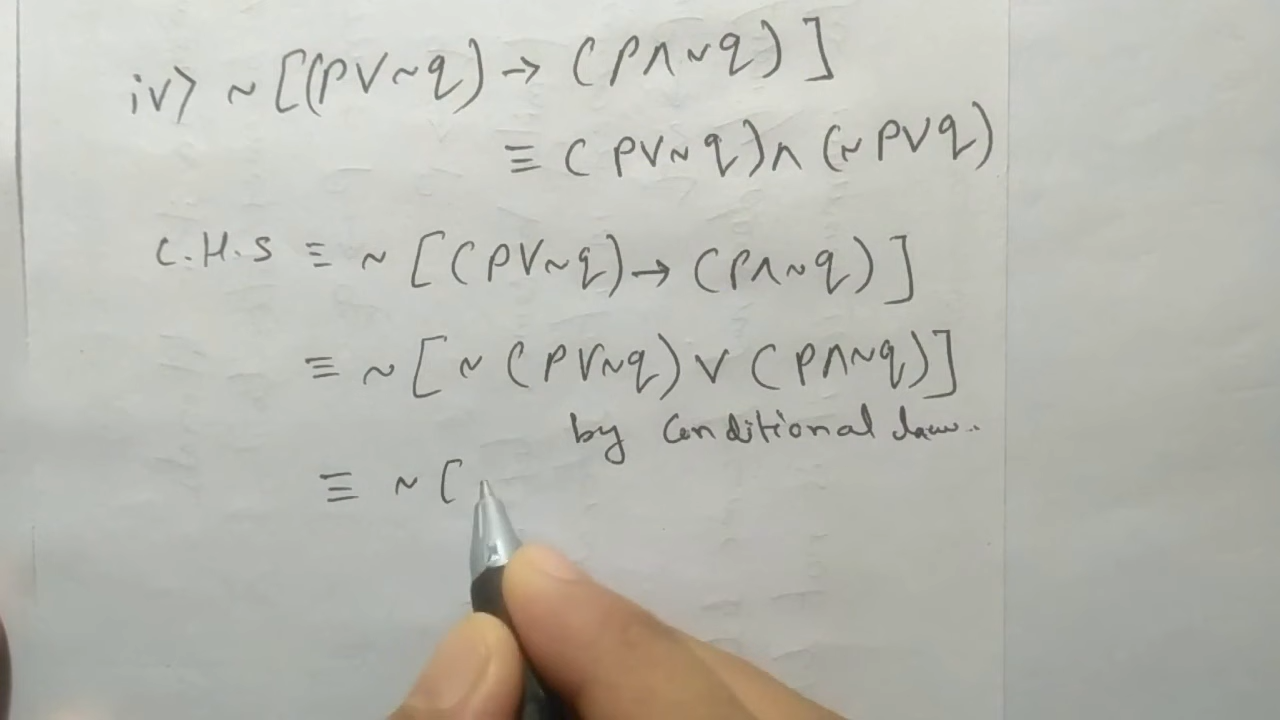 iv> ~[(p∨~q) → (p∧~q)]
≡ (p∨~q)∧(~p∨q)
L.H.S ≡ ~[(p∨~q)→(p∧~q)]
≡ ~[~(p∨~q)∨(p∧~q)]
by Conditional law..
≡ ~[